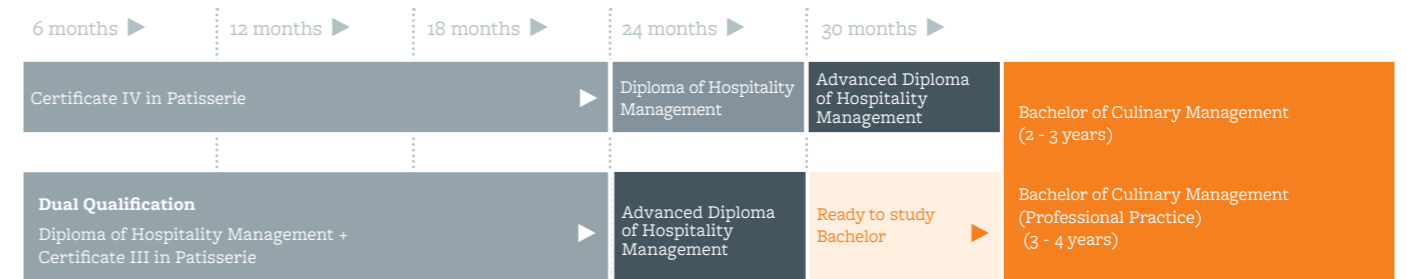 6 months ▶ 12 months ▶ 18 months ▶ 24 months ▶ 30 months ▶
Certificate IV in Patisserie
Diploma of Hospitality
Management
Advanced Diploma
of Hospitality
Management
Bachelor of Culinary Management
(2 - 3 years)
Dual Qualification
Diploma of Hospitality Management +
Certificate III in Patisserie
Advanced Diploma
of Hospitality
Management
Ready to study
Bachelor
Bachelor of Culinary Management
(Professional Practice)
(3 - 4 years)